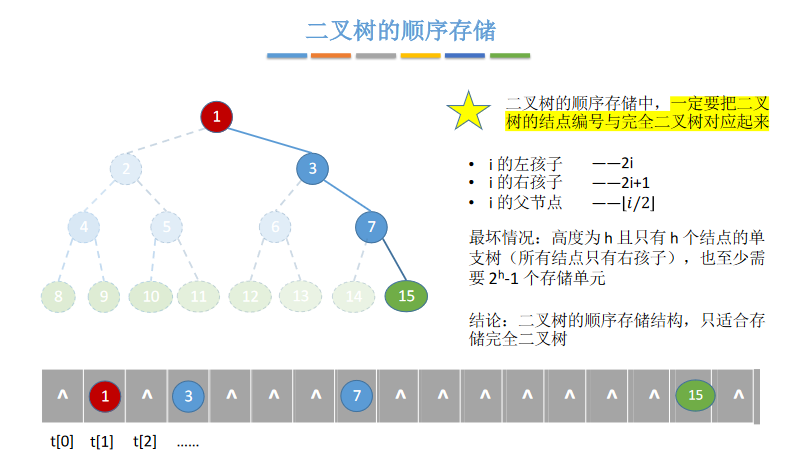 二叉树的顺序存储
1
2
3
4
5
6
7
8
9
10
11
12
13
14
15
二叉树的顺序存储中，一定要把二叉
树的结点编号与完全二叉树对应起来
• i 的左孩子 ——2i
• i 的右孩子 ——2i+1
• i 的父节点 ——⌊i/2⌋
最坏情况：高度为 h 且只有 h 个结点的单
支树（所有结点只有右孩子），也至少需
要 2ʰ-1 个存储单元
结论：二叉树的顺序存储结构，只适合存
储完全二叉树
^ 1 ^ 3 ^ ^ ^ 7 ^ ^ ^ ^ ^ ^ ^ 15 ^
t[0] t[1] t[2] ……